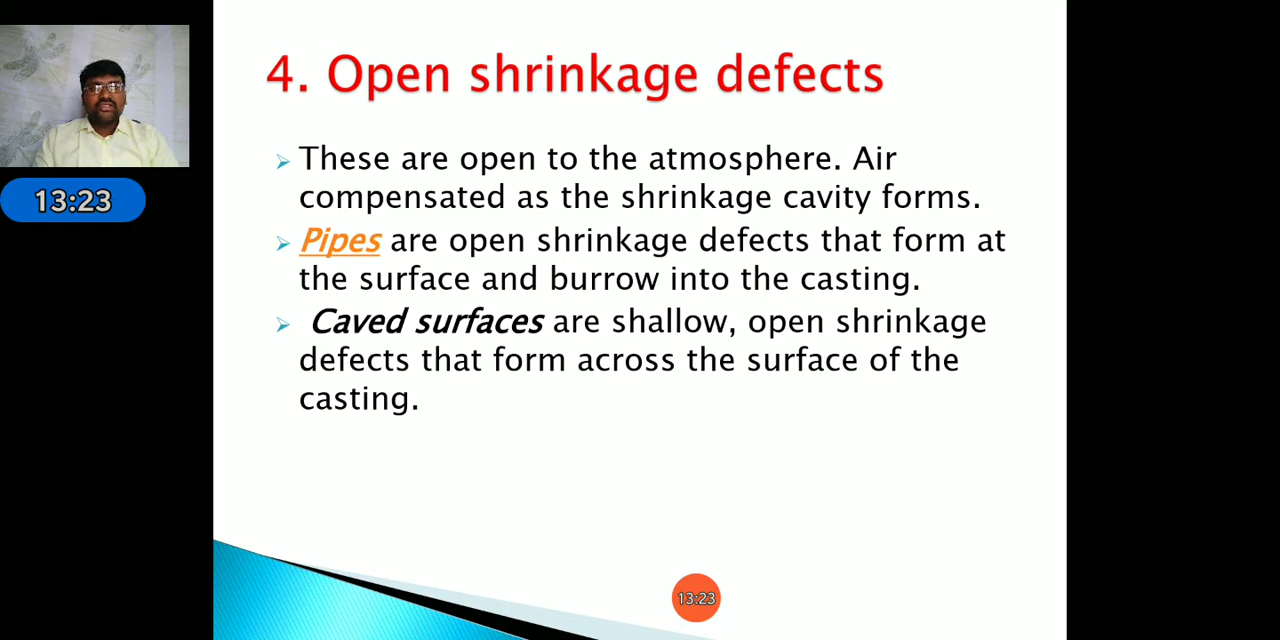 4. Open shrinkage defects
13:23
➢ These are open to the atmosphere. Air
compensated as the shrinkage cavity forms.
➢ Pipes are open shrinkage defects that form at
the surface and burrow into the casting.
➢ Caved surfaces are shallow, open shrinkage
defects that form across the surface of the
casting.
13:23